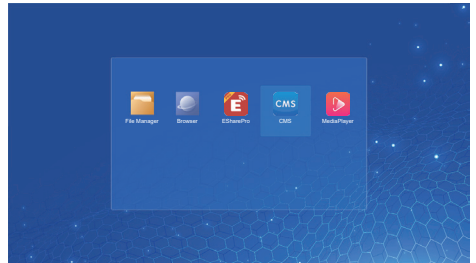 E
CMS
File Manager
Browser
ESharePro
CMS
MediaPlayer